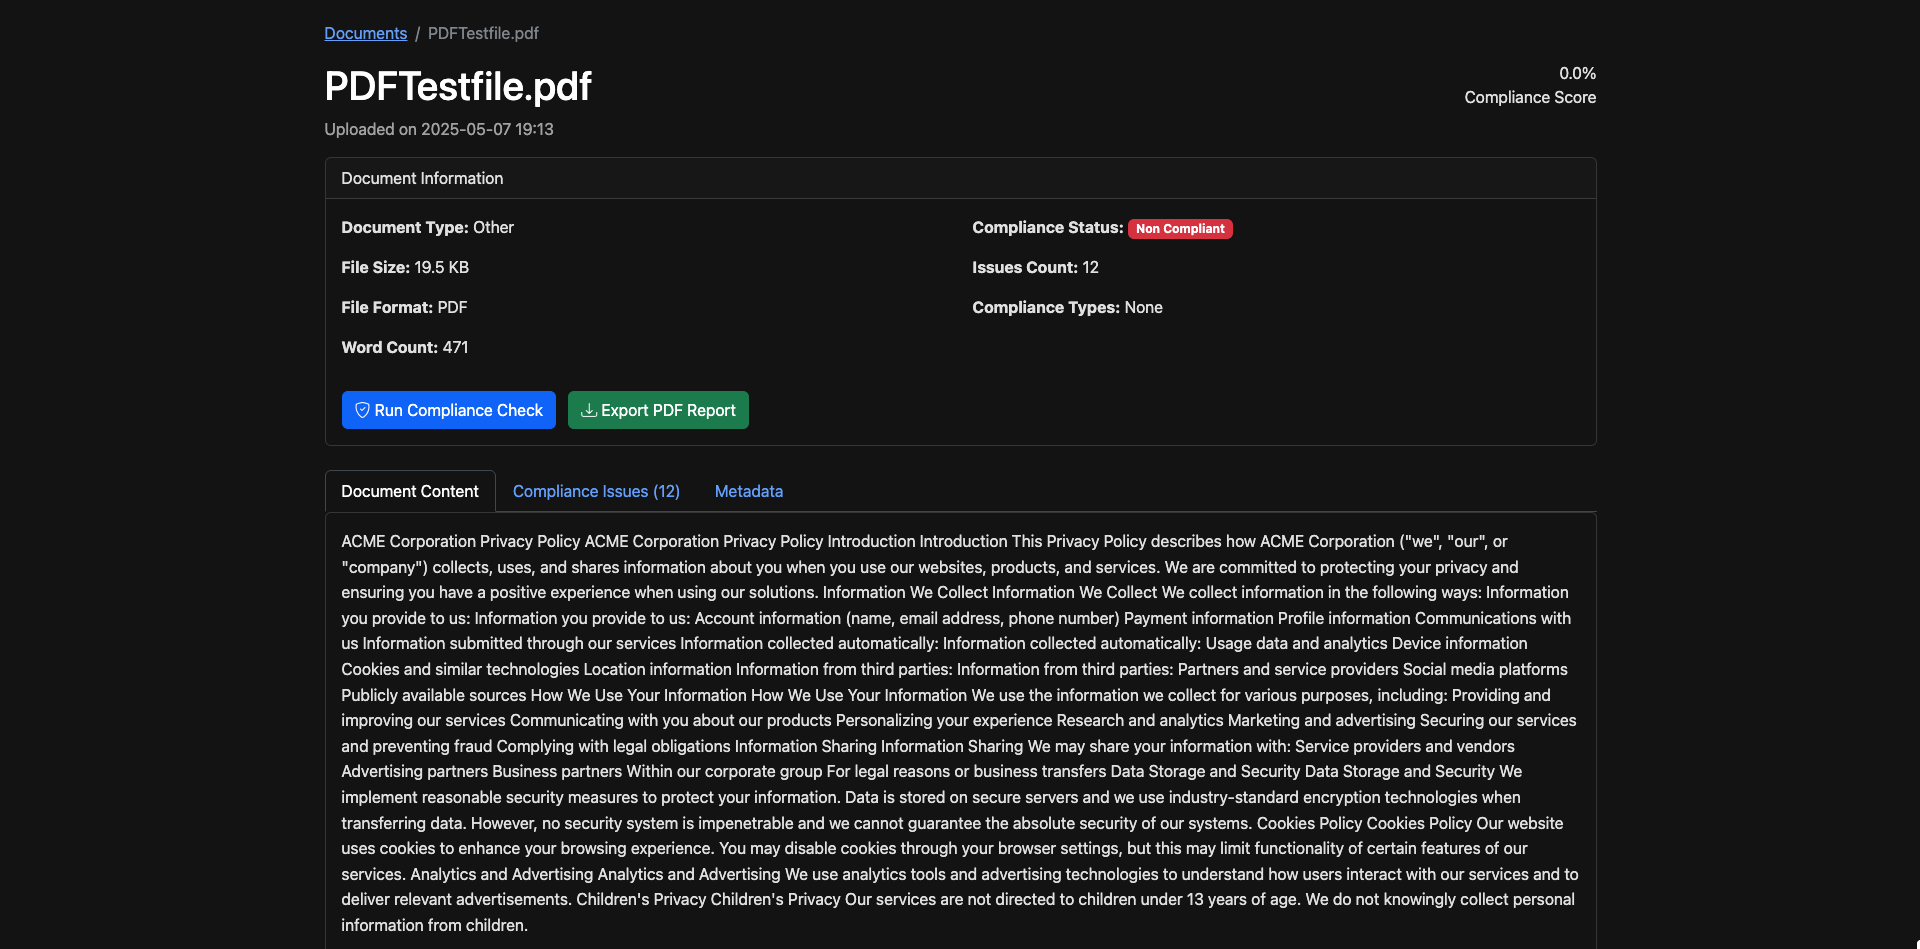 Documents / PDFTestfile.pdf
PDFTestfile.pdf
0.0%
Compliance Score
Uploaded on 2025-05-07 19:13
Document Information
Document Type: Other
Compliance Status: Non Compliant
File Size: 19.5 KB
Issues Count: 12
File Format: PDF
Compliance Types: None
Word Count: 471
Run Compliance Check
Export PDF Report
Document Content
Compliance Issues (12)
Metadata
ACME Corporation Privacy Policy ACME Corporation Privacy Policy Introduction Introduction This Privacy Policy describes how ACME Corporation ("we", "our", or
"company") collects, uses, and shares information about you when you use our websites, products, and services. We are committed to protecting your privacy and
ensuring you have a positive experience when using our solutions. Information We Collect Information We Collect We collect information in the following ways: Information
you provide to us: Information you provide to us: Account information (name, email address, phone number) Payment information Profile information Communications with
us Information submitted through our services Information collected automatically: Information collected automatically: Usage data and analytics Device information
Cookies and similar technologies Location information Information from third parties: Information from third parties: Partners and service providers Social media platforms
Publicly available sources How We Use Your Information How We Use Your Information We use the information we collect for various purposes, including: Providing and
improving our services Communicating with you about our products Personalizing your experience Research and analytics Marketing and advertising Securing our services
and preventing fraud Complying with legal obligations Information Sharing Information Sharing We may share your information with: Service providers and vendors
Advertising partners Business partners Within our corporate group For legal reasons or business transfers Data Storage and Security Data Storage and Security We
implement reasonable security measures to protect your information. Data is stored on secure servers and we use industry-standard encryption technologies when
transferring data. However, no security system is impenetrable and we cannot guarantee the absolute security of our systems. Cookies Policy Cookies Policy Our website
uses cookies to enhance your browsing experience. You may disable cookies through your browser settings, but this may limit functionality of certain features of our
services. Analytics and Advertising Analytics and Advertising We use analytics tools and advertising technologies to understand how users interact with our services and to
deliver relevant advertisements. Children's Privacy Children's Privacy Our services are not directed to children under 13 years of age. We do not knowingly collect personal
information from children.